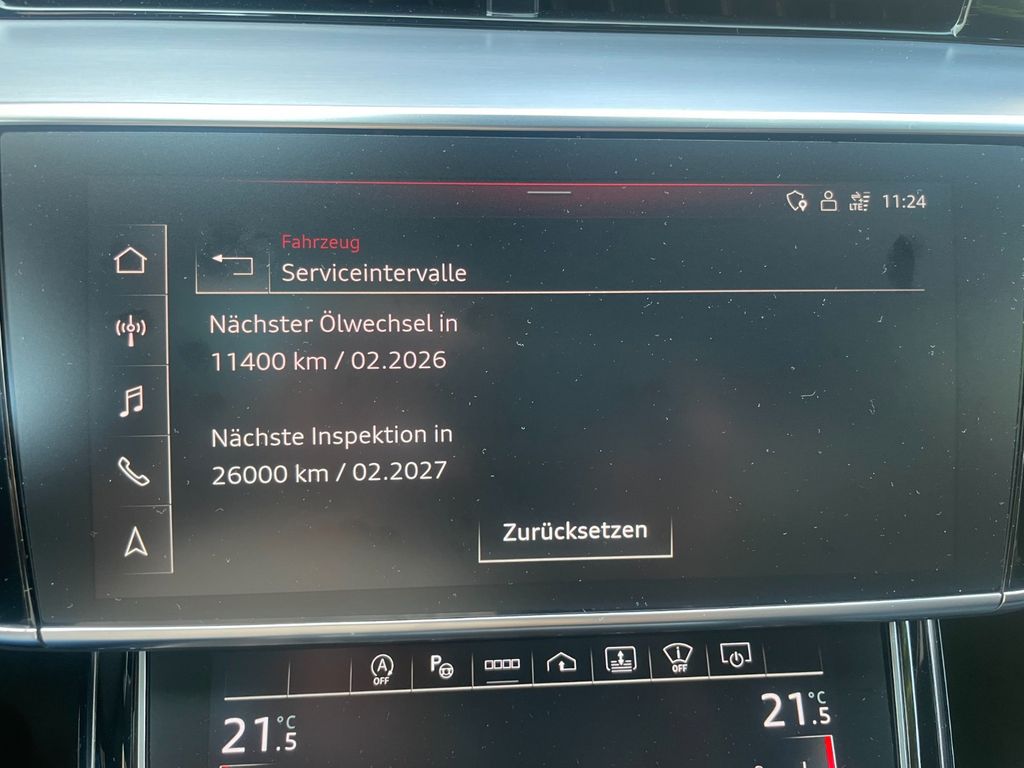 LTE 11:24
Fahrzeug
Serviceintervalle
Nächster Ölwechsel in
11400 km / 02.2026
Nächste Inspektion in
26000 km / 02.2027
Zurücksetzen
A OFF P OFF
21.5 °C 21.5 °C